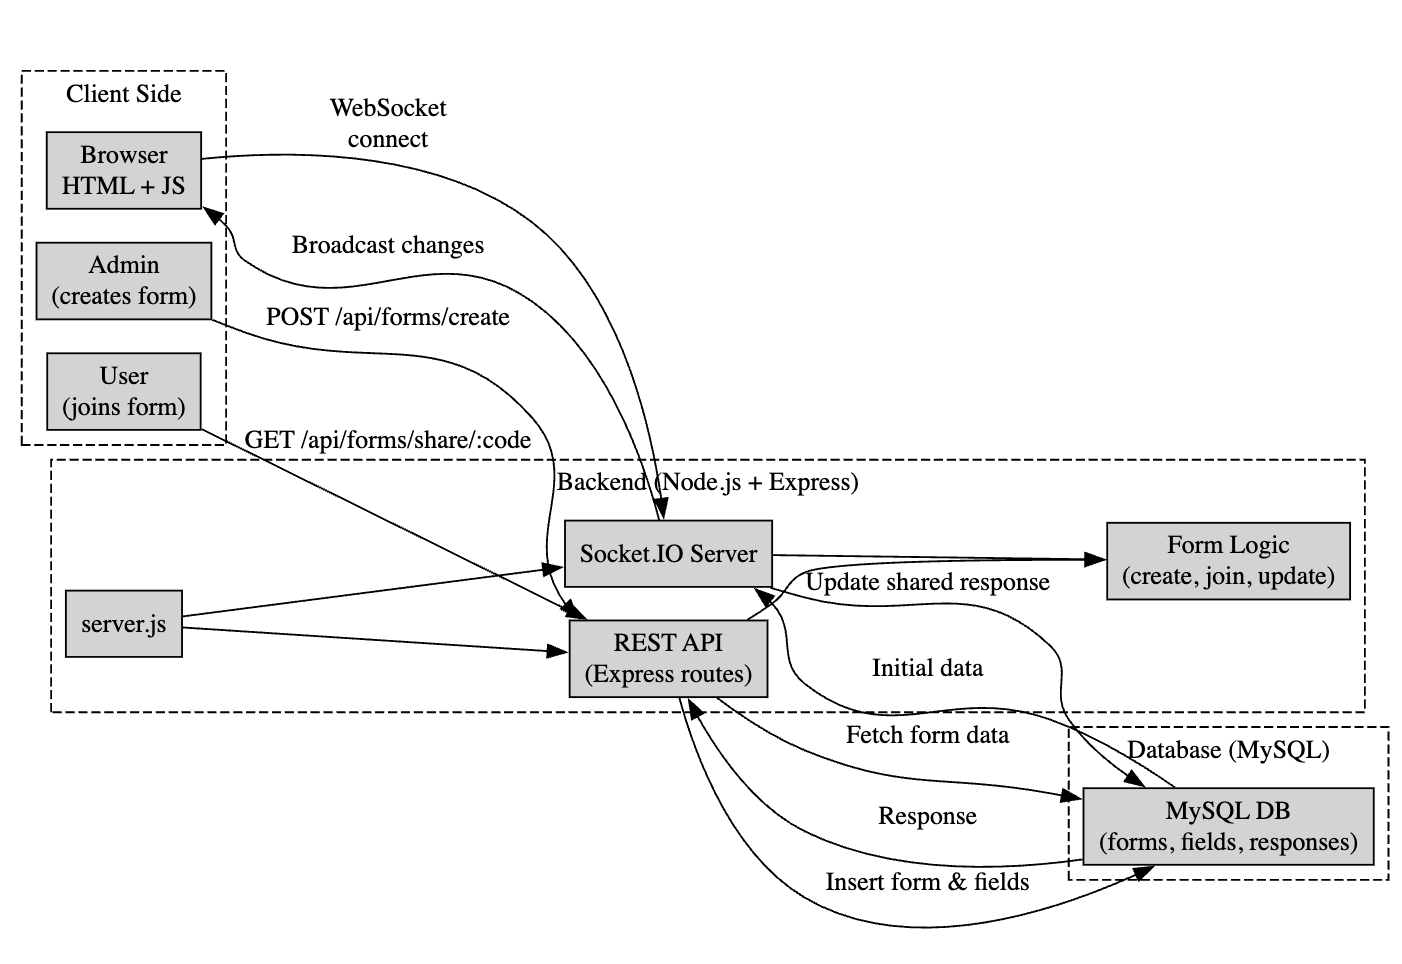 Client Side
Browser
HTML + JS
Admin
(creates form)
User
(joins form)
WebSocket
connect
Broadcast changes
POST /api/forms/create
GET /api/forms/share/:code
Backend (Node.js + Express)
Socket.IO Server
Form Logic
(create, join, update)
Update shared response
server.js
REST API
(Express routes)
Initial data
Fetch form data
Database (MySQL)
MySQL DB
(forms, fields, responses)
Response
Insert form & fields